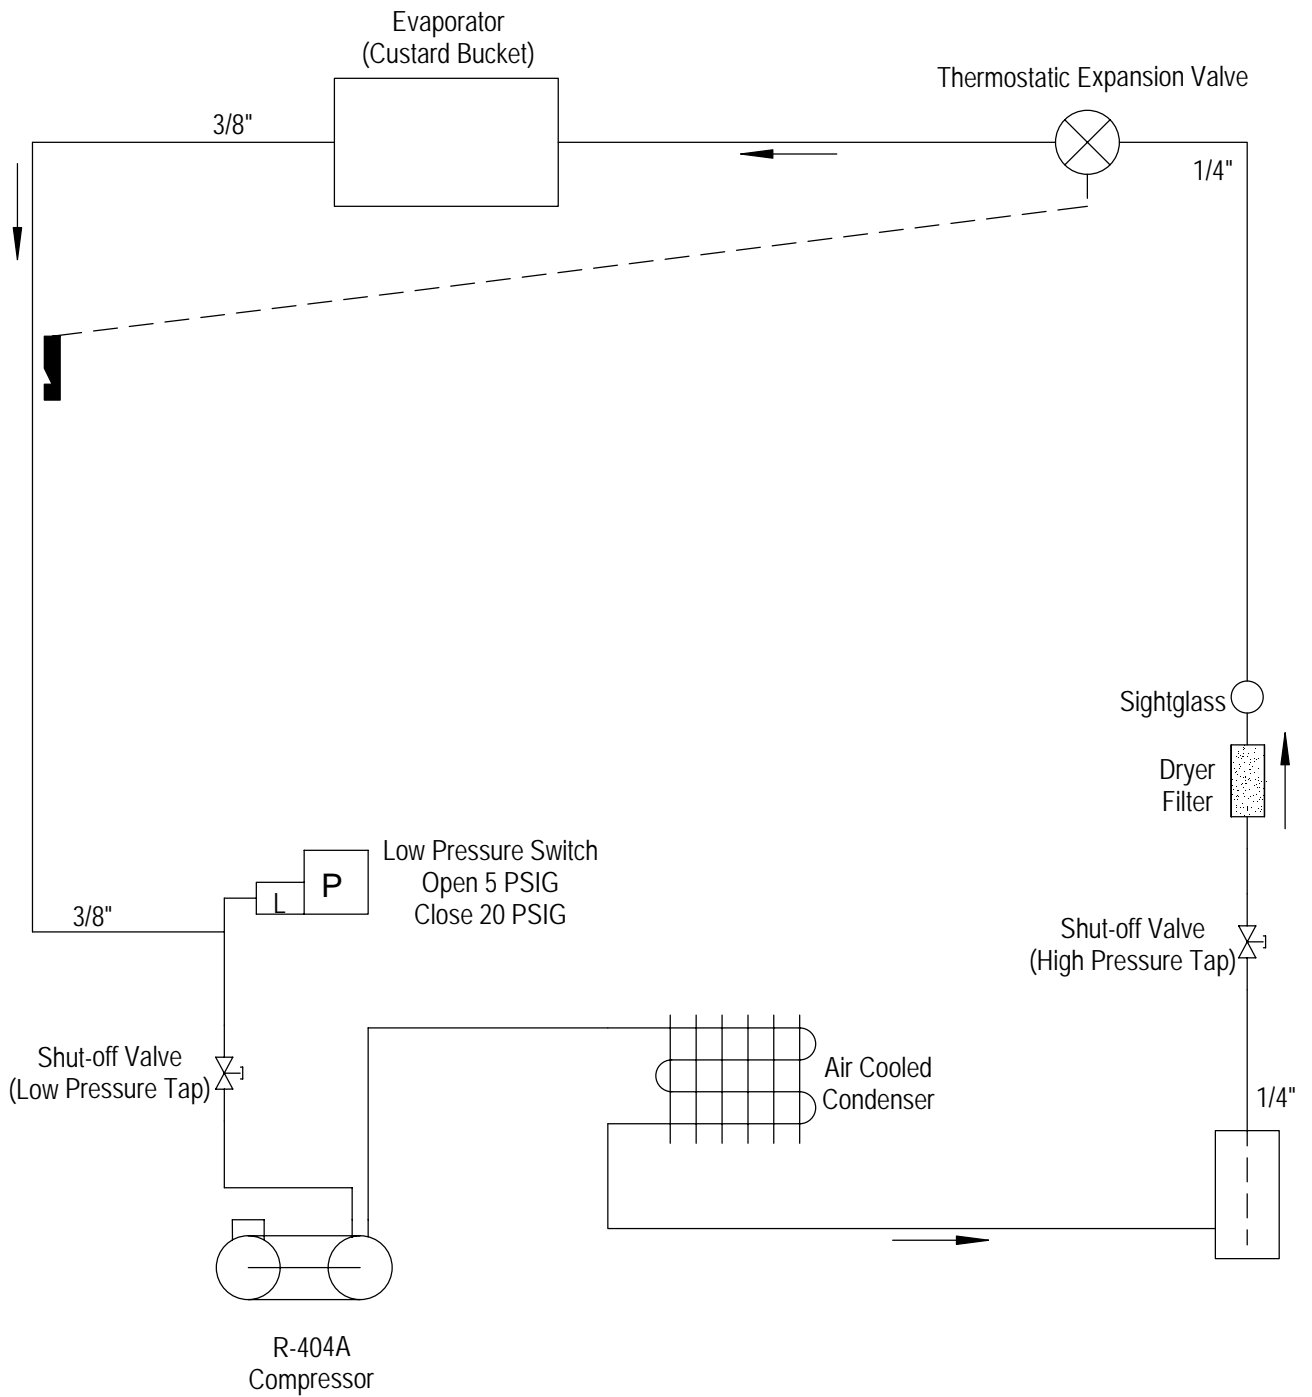 Evaporator
(Custard Bucket)
Thermostatic Expansion Valve
3/8"
1/4"
Sightglass
Dryer
Filter
Low Pressure Switch
Open 5 PSIG
Close 20 PSIG
P
L
3/8"
Shut-off Valve
(High Pressure Tap)
Shut-off Valve
(Low Pressure Tap)
Air Cooled
Condenser
1/4"
R-404A
Compressor